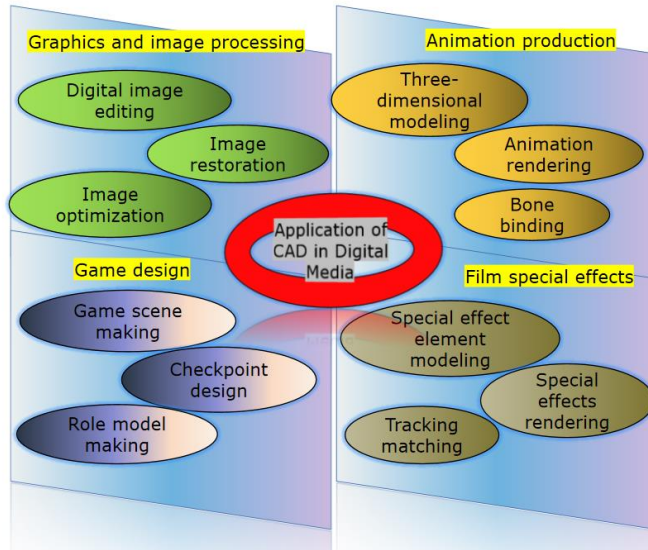 Graphics and image processing
Digital image
editing
Image
restoration
Image
optimization
Animation production
Three-
dimensional
modeling
Animation
rendering
Bone
binding
Application of
CAD in Digital
Media
Game design
Game scene
making
Checkpoint
design
Role model
making
Film special effects
Special effect
element
modeling
Special
effects
rendering
Tracking
matching